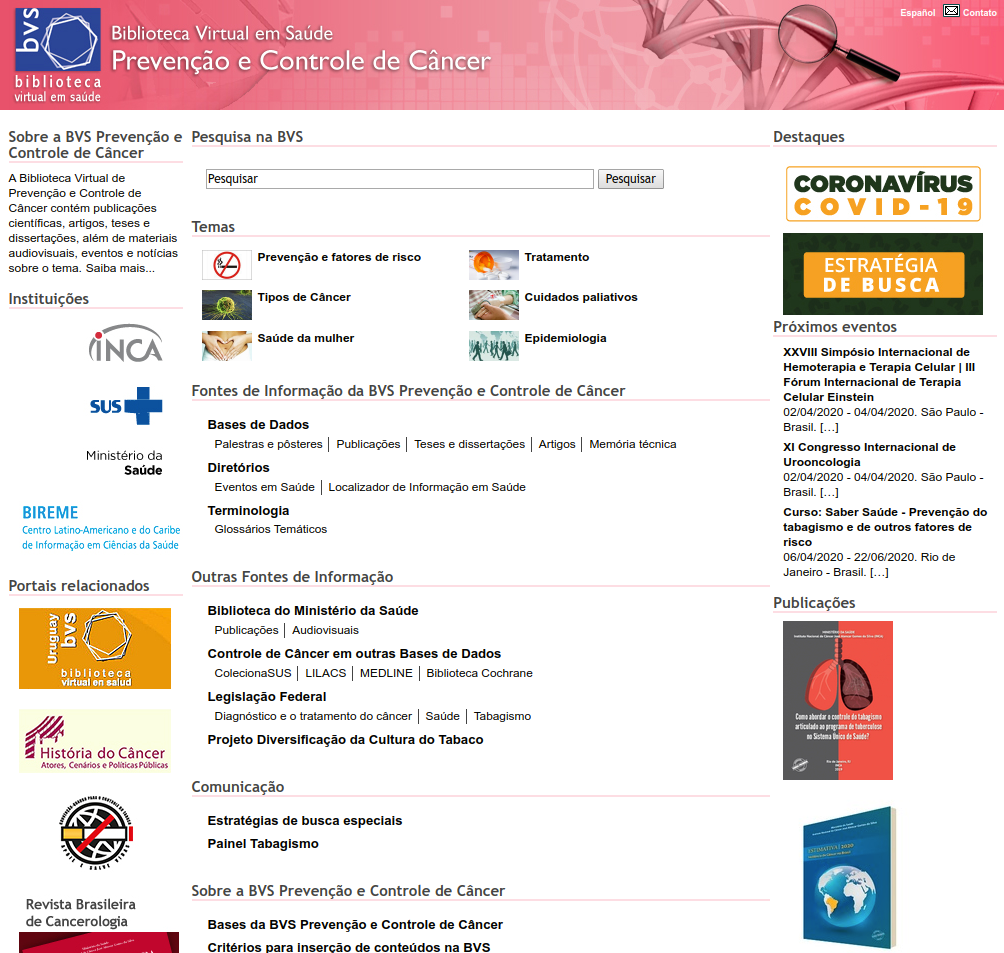 Español
Contato
bvs
biblioteca
virtual em saúde
Biblioteca Virtual em Saúde
Prevenção e Controle de Câncer
Sobre a BVS Prevenção e
Controle de Câncer
A Biblioteca Virtual de
Prevenção e Controle de
Câncer contém publicações
científicas, artigos, teses e
dissertações, além de materiais
audiovisuais, eventos e notícias
sobre o tema. Saiba mais...
Instituições
INCA
SUS
Ministério da
Saúde
BIREME
Centro Latino-Americano e do Caribe
de Informação em Ciências da Saúde
Portais relacionados
Uruguay
bvs
biblioteca
virtual en salud
História do Câncer
Atores, Cenários e Políticas Públicas
Revista Brasileira
de Cancerologia
Pesquisa na BVS
Pesquisar
Pesquisar
Temas
Prevenção e fatores de risco
Tratamento
Tipos de Câncer
Cuidados paliativos
Saúde da mulher
Epidemiologia
Fontes de Informação da BVS Prevenção e Controle de Câncer
Bases de Dados
Palestras e pôsteres | Publicações | Teses e dissertações | Artigos | Memória técnica
Diretórios
Eventos em Saúde | Localizador de Informação em Saúde
Terminologia
Glossários Temáticos
Outras Fontes de Informação
Biblioteca do Ministério da Saúde
Publicações | Audiovisuais
Controle de Câncer em outras Bases de Dados
ColecionaSUS | LILACS | MEDLINE | Biblioteca Cochrane
Legislação Federal
Diagnóstico e o tratamento do câncer | Saúde | Tabagismo
Projeto Diversificação da Cultura do Tabaco
Comunicação
Estratégias de busca especiais
Painel Tabagismo
Sobre a BVS Prevenção e Controle de Câncer
Bases da BVS Prevenção e Controle de Câncer
Critérios para inserção de conteúdos na BVS
Destaques
CORONAVÍRUS
COVID-19
ESTRATÉGIA
DE BUSCA
Próximos eventos
XXVIII Simpósio Internacional de
Hemoterapia e Terapia Celular | III
Fórum Internacional de Terapia
Celular Einstein
02/04/2020 - 04/04/2020. São Paulo -
Brasil. […]
XI Congresso Internacional de
Urooncologia
02/04/2020 - 04/04/2020. São Paulo -
Brasil. […]
Curso: Saber Saúde - Prevenção do
tabagismo e de outros fatores de
risco
06/04/2020 - 22/06/2020. Rio de
Janeiro - Brasil. […]
Publicações
Como abordar o controle do tabagismo
articulado ao programa de tuberculose
no Sistema Único de Saúde?
ESTIMATIVA | 2020